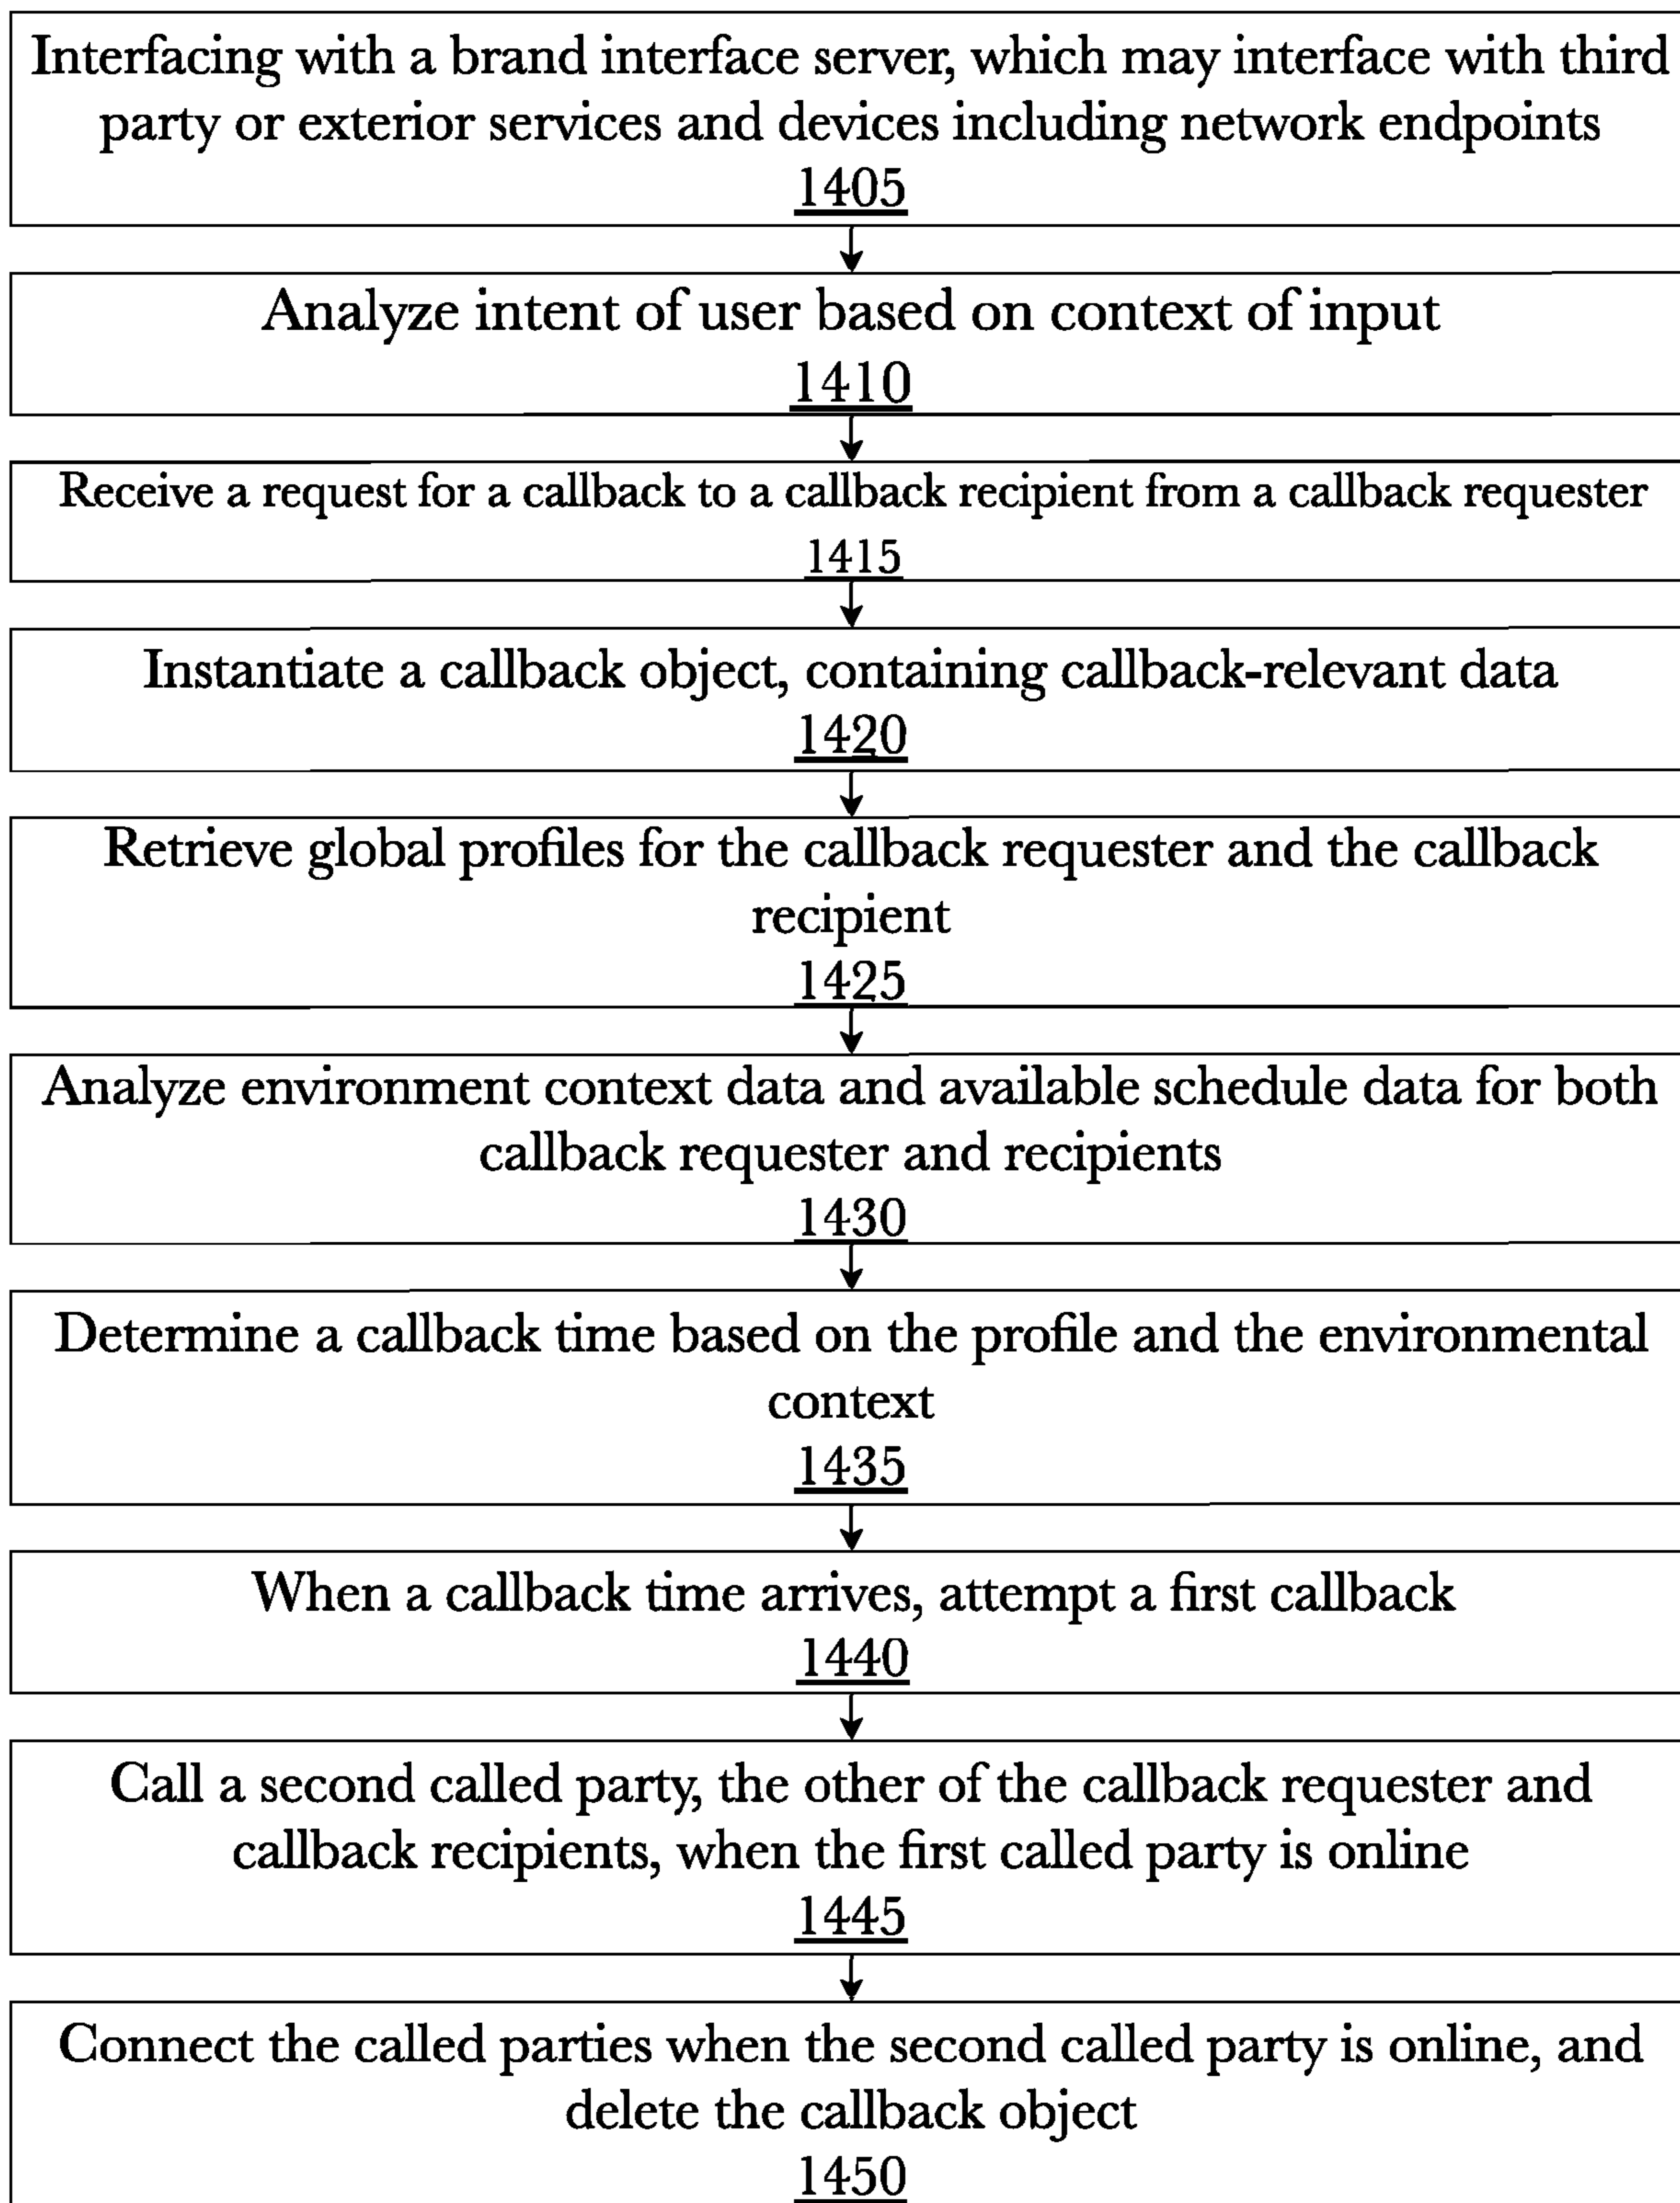 Interfacing with a brand interface server, which may interface with third
party or exterior services and devices including network endpoints
1405
Analyze intent of user based on context of input
1410
Receive a request for a callback to a callback recipient from a callback requester
1415
Instantiate a callback object, containing callback-relevant data
1420
Retrieve global profiles for the callback requester and the callback
recipient
1425
Analyze environment context data and available schedule data for both
callback requester and recipients
1430
Determine a callback time based on the profile and the environmental
context
1435
When a callback time arrives, attempt a first callback
1440
Call a second called party, the other of the callback requester and
callback recipients, when the first called party is online
1445
Connect the called parties when the second called party is online, and
delete the callback object
1450